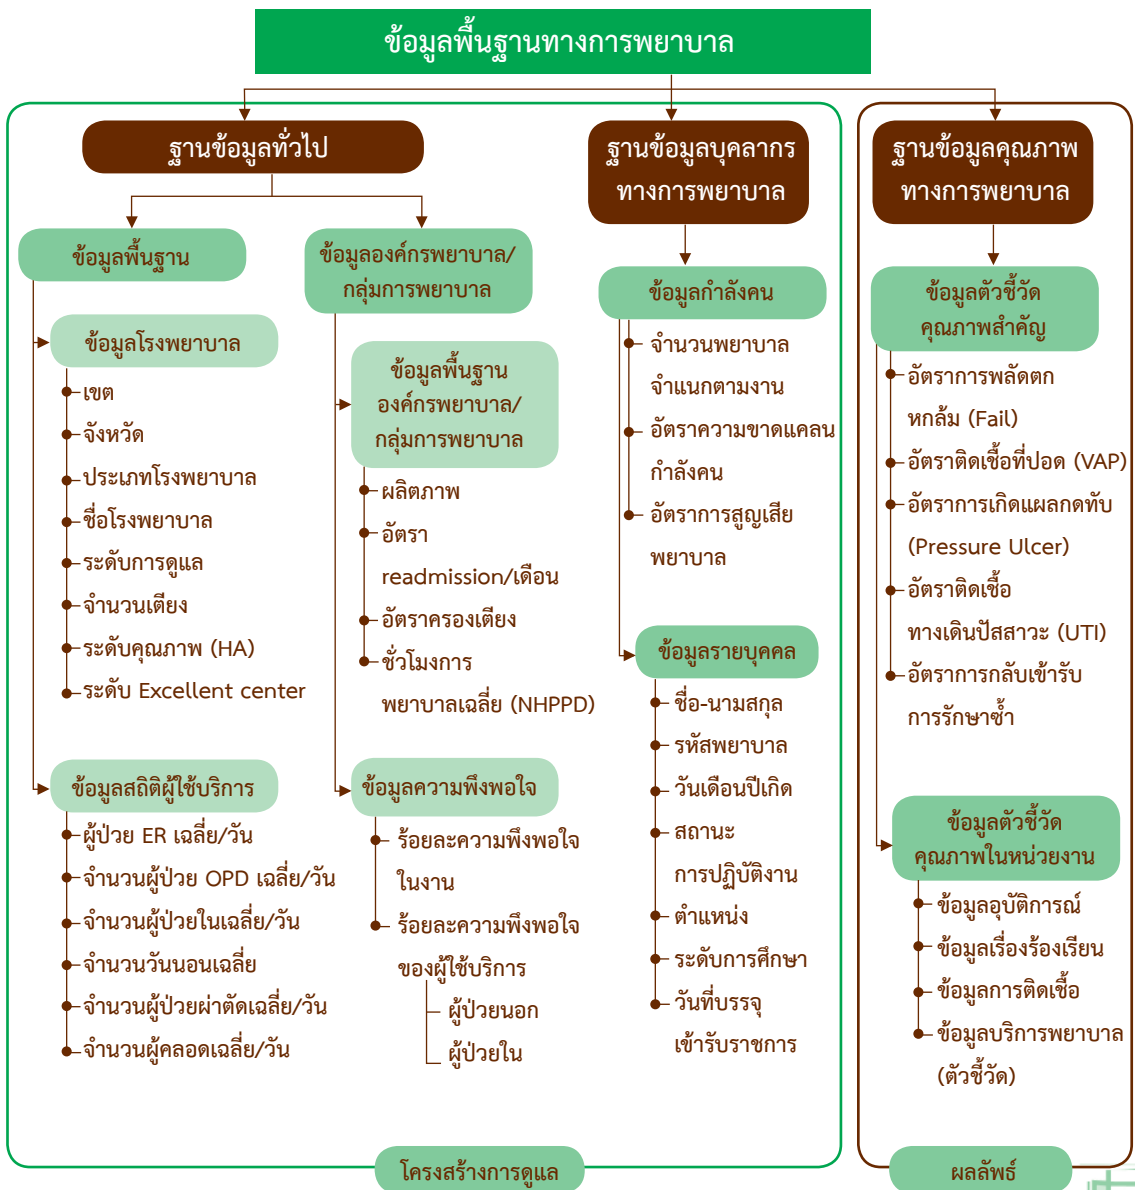 ข้อมูลพื้นฐานทางการพยาบาล
ฐานข้อมูลทั่วไป
ข้อมูลพื้นฐาน
ข้อมูลโรงพยาบาล
เขต
จังหวัด
ประเภทโรงพยาบาล
ชื่อโรงพยาบาล
ระดับการดูแล
จำนวนเตียง
ระดับคุณภาพ (HA)
ระดับ Excellent center
ข้อมูลสถิติผู้ใช้บริการ
ผู้ป่วย ER เฉลี่ย/วัน
จำนวนผู้ป่วย OPD เฉลี่ย/วัน
จำนวนผู้ป่วยในเฉลี่ย/วัน
จำนวนวันนอนเฉลี่ย
จำนวนผู้ป่วยผ่าตัดเฉลี่ย/วัน
จำนวนผู้คลอดเฉลี่ย/วัน
ข้อมูลองค์กรพยาบาล/
กลุ่มการพยาบาล
ข้อมูลพื้นฐาน
องค์กรพยาบาล/
กลุ่มการพยาบาล
ผลิตภาพ
อัตรา
readmission/เดือน
อัตราครองเตียง
ชั่วโมงการ
พยาบาลเฉลี่ย (NHPPD)
ข้อมูลความพึงพอใจ
ร้อยละความพึงพอใจ
ในงาน
ร้อยละความพึงพอใจ
ของผู้ใช้บริการ
ผู้ป่วยนอก
ผู้ป่วยใน
ฐานข้อมูลบุคลากร
ทางการพยาบาล
ข้อมูลกำลังคน
จำนวนพยาบาล
จำแนกตามงาน
อัตราความขาดแคลน
กำลังคน
อัตราการสูญเสีย
พยาบาล
ข้อมูลรายบุคคล
ชื่อ-นามสกุล
รหัสพยาบาล
วันเดือนปีเกิด
สถานะ
การปฏิบัติงาน
ตำแหน่ง
ระดับการศึกษา
วันที่บรรจุ
เข้ารับราชการ
โครงสร้างการดูแล
ฐานข้อมูลคุณภาพ
ทางการพยาบาล
ข้อมูลตัวชี้วัด
คุณภาพสำคัญ
อัตราการพลัดตก
หกล้ม (Fail)
อัตราติดเชื้อที่ปอด (VAP)
อัตราการเกิดแผลกดทับ
(Pressure Ulcer)
อัตราติดเชื้อ
ทางเดินปัสสาวะ (UTI)
อัตราการกลับเข้ารับ
การรักษาซ้ำ
ข้อมูลตัวชี้วัด
คุณภาพในหน่วยงาน
ข้อมูลอุบัติการณ์
ข้อมูลเรื่องร้องเรียน
ข้อมูลการติดเชื้อ
ข้อมูลบริการพยาบาล
(ตัวชี้วัด)
ผลลัพธ์